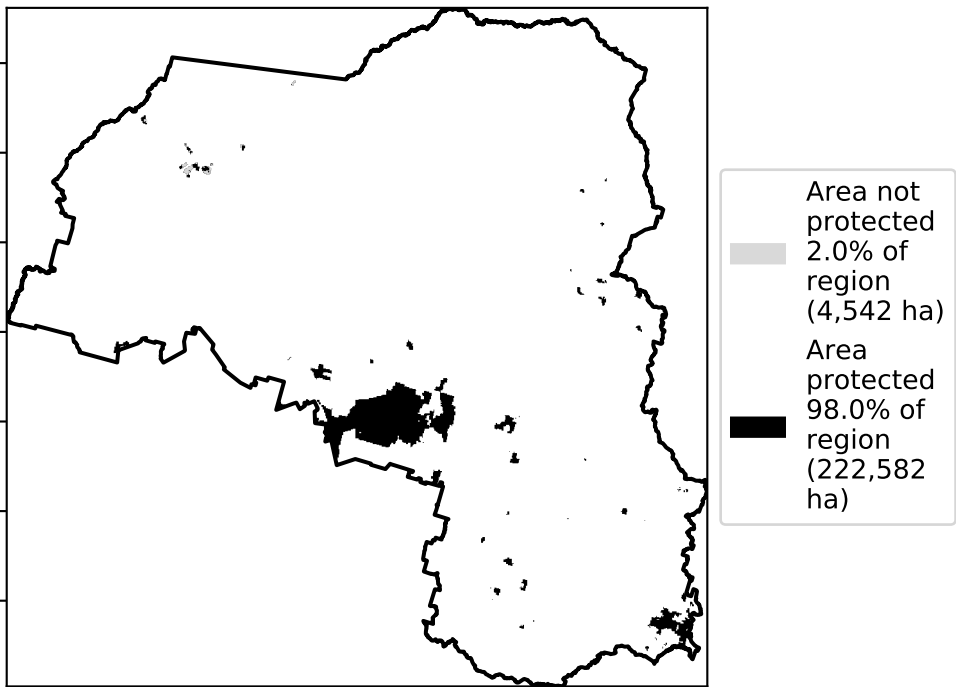 Area not
protected
2.0% of
region
(4,542 ha)
Area
protected
98.0% of
region
(222,582
ha)